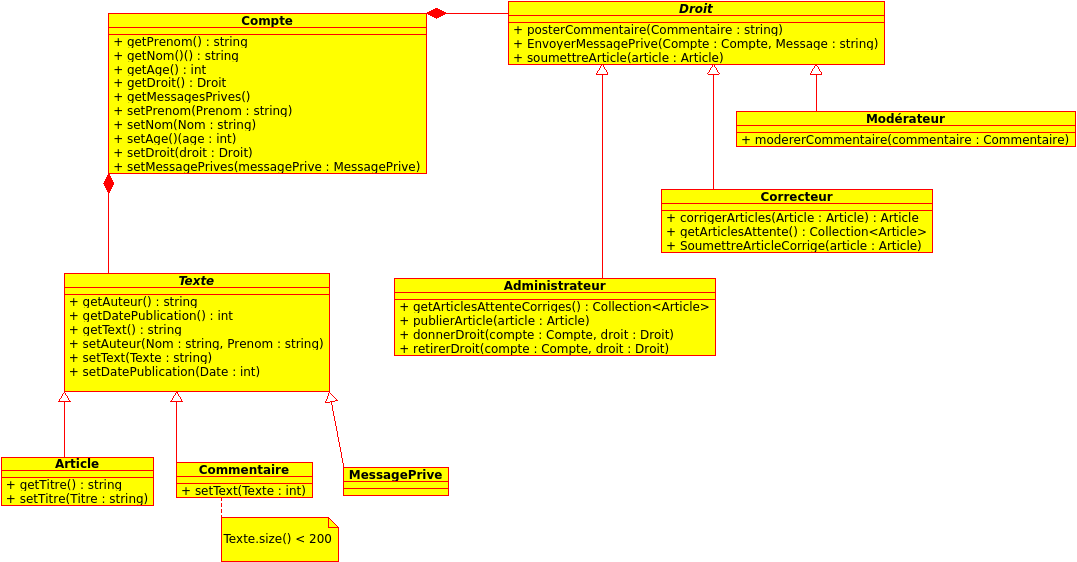 Compte
+ getPrenom() : string
+ getNom()() : string
+ getAge() : int
+ getDroit() : Droit
+ getMessagesPrives()
+ setPrenom(Prenom : string)
+ setNom(Nom : string)
+ setAge()(age : int)
+ setDroit(droit : Droit)
+ setMessagePrives(messagePrive : MessagePrive)
Droit
+ posterCommentaire(Commentaire : string)
+ EnvoyerMessagePrive(Compte : Compte, Message : string)
+ soumettreArticle(article : Article)
Modérateur
+ modererCommentaire(commentaire : Commentaire)
Correcteur
+ corrigerArticles(Article : Article) : Article
+ getArticlesAttente() : Collection<Article>
+ SoumettreArticleCorrige(article : Article)
Administrateur
+ getArticlesAttenteCorriges() : Collection<Article>
+ publierArticle(article : Article)
+ donnerDroit(compte : Compte, droit : Droit)
+ retirerDroit(compte : Compte, droit : Droit)
Texte
+ getAuteur() : string
+ getDatePublication() : int
+ getText() : string
+ setAuteur(Nom : string, Prenom : string)
+ setText(Texte : string)
+ setDatePublication(Date : int)
Article
+ getTitre() : string
+ setTitre(Titre : string)
Commentaire
+ setText(Texte : int)
MessagePrive
Texte.size() < 200